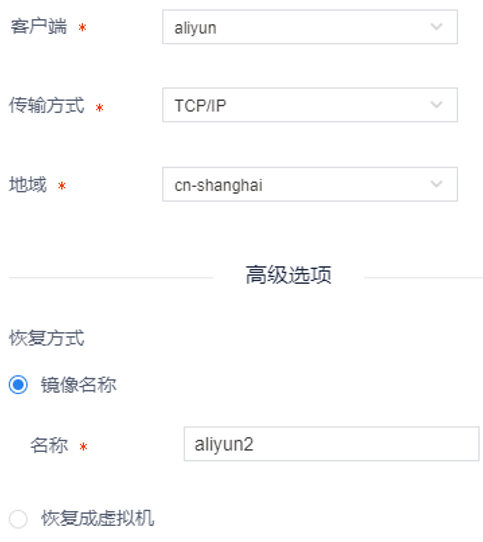 客户端 * aliyun
传输方式 * TCP/IP
地域 * cn-shanghai
高级选项
恢复方式
镜像名称
名称 * aliyun2
恢复成虚拟机